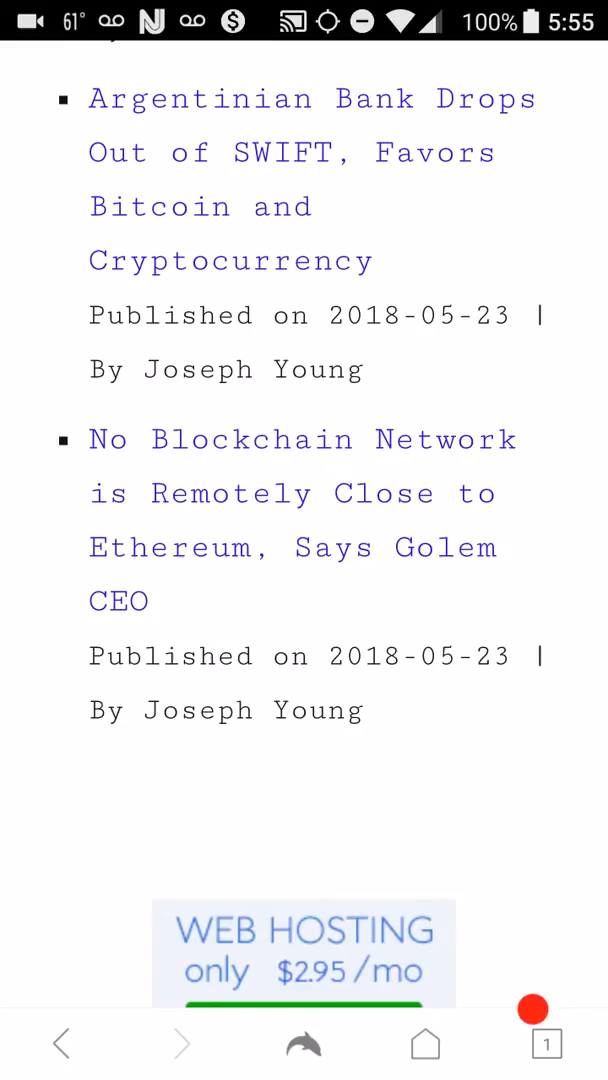 61° 100% 5:55
Argentinian Bank Drops
Out of SWIFT, Favors
Bitcoin and
Cryptocurrency
Published on 2018-05-23 |
By Joseph Young
No Blockchain Network
is Remotely Close to
Ethereum, Says Golem
CEO
Published on 2018-05-23 |
By Joseph Young
WEB HOSTING
only $2.95/mo
1